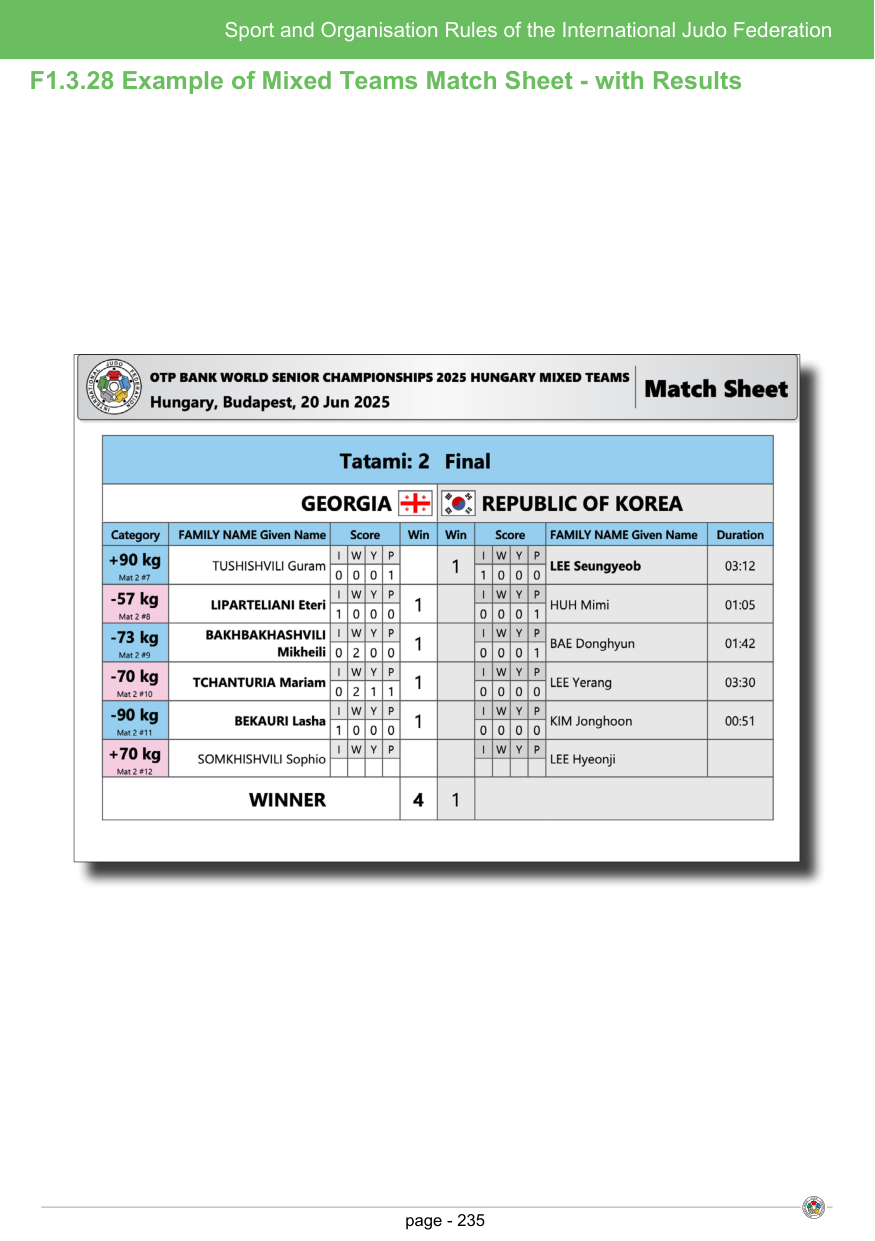 Sport and Organisation Rules of the International Judo Federation
F1.3.28 Example of Mixed Teams Match Sheet - with Results
OTP BANK WORLD SENIOR CHAMPIONSHIPS 2025 HUNGARY MIXED TEAMS
Hungary, Budapest, 20 Jun 2025
Match Sheet
INTERNATIONAL JUDO FEDERATION
Tatami: 2 Final
GEORGIA REPUBLIC OF KOREA
Category FAMILY NAME Given Name Score Win Win Score FAMILY NAME Given Name Duration
+90 kg
Mat 2 #7
TUSHISHVILI Guram
I W Y P
0 0 0 1
1
I W Y P
1 0 0 0
LEE Seungyeob
03:12
-57 kg
Mat 2 #8
LIPARTELIANI Eteri
I W Y P
1 0 0 0
1
I W Y P
0 0 0 1
HUH Mimi
01:05
-73 kg
Mat 2 #9
BAKHBAKHASHVILI
Mikheili
I W Y P
0 2 0 0
1
I W Y P
0 0 0 1
BAE Donghyun
01:42
-70 kg
Mat 2 #10
TCHANTURIA Mariam
I W Y P
0 2 1 1
1
I W Y P
0 0 0 0
LEE Yerang
03:30
-90 kg
Mat 2 #11
BEKAURI Lasha
I W Y P
1 0 0 0
1
I W Y P
0 0 0 0
KIM Jonghoon
00:51
+70 kg
Mat 2 #12
SOMKHISHVILI Sophio
I W Y P
I W Y P
LEE Hyeonji
WINNER 4 1
page - 235